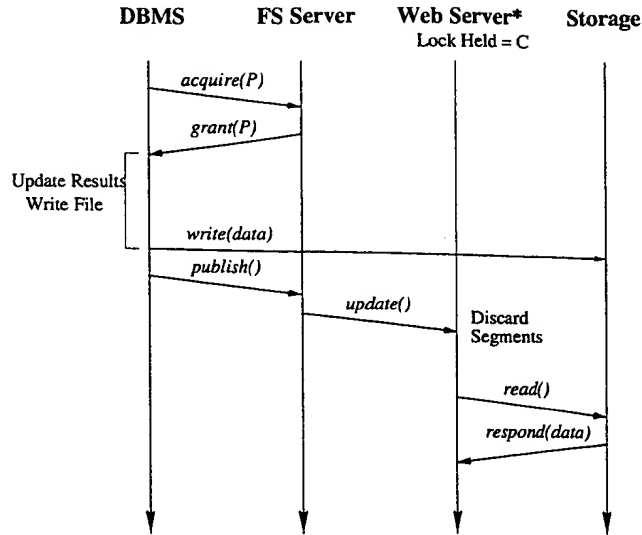 DBMS FS Server Web Server* Storage
Lock Held = C
acquire(P)
grant(P)
Update Results
Write File
write(data)
publish()
update()
Discard
Segments
read()
respond(data)